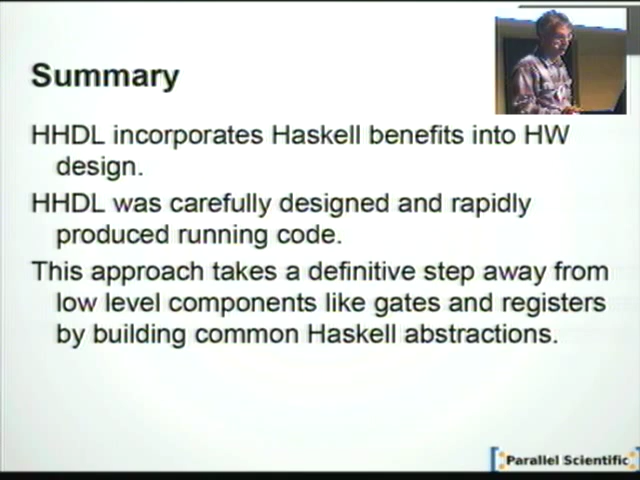 Summary
HHDL incorporates Haskell benefits into HW
design.
HHDL was carefully designed and rapidly
produced running code.
This approach takes a definitive step away from
low level components like gates and registers
by building common Haskell abstractions.
Parallel Scientific